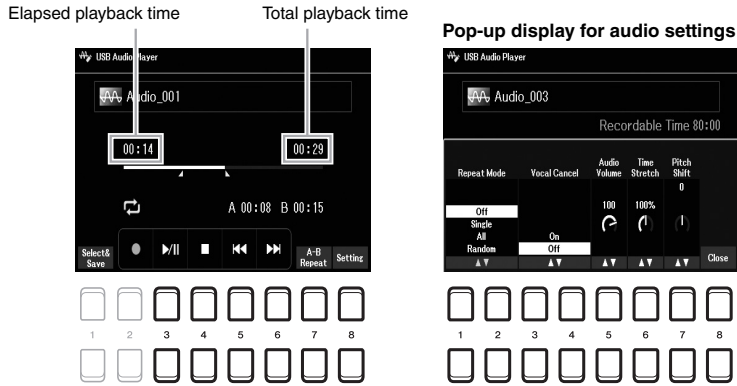 Elapsed playback time
Total playback time
USB Audio Player
Audio_001
00:14
00:29
A 00:08 B 00:15
Select&
Save
A-B
Repeat
Setting
1 2 3 4 5 6 7 8
Pop-up display for audio settings
USB Audio Player
Audio_003
Recordable Time 80:00
Repeat Mode
Vocal Cancel
Audio
Volume
Time
Stretch
Pitch
Shift
Off
Single
All
Random
On
Off
100
100%
0
Close
1 2 3 4 5 6 7 8